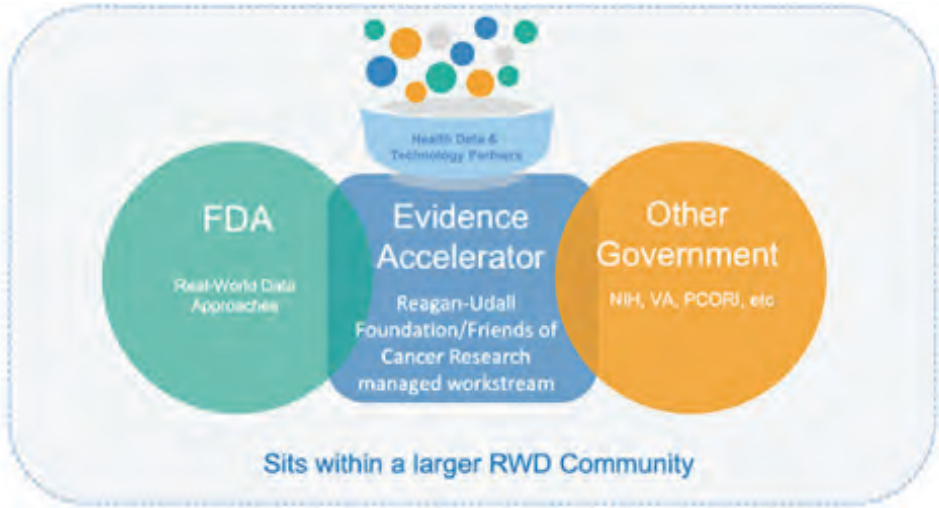 Health Data &
Technology Partners
FDA
Real-World Data
Approaches
Evidence
Accelerator
Reagan-Udall
Foundation/Friends of
Cancer Research
managed workstream
Other
Government
NIH, VA, PCORI, etc
Sits within a larger RWD Community